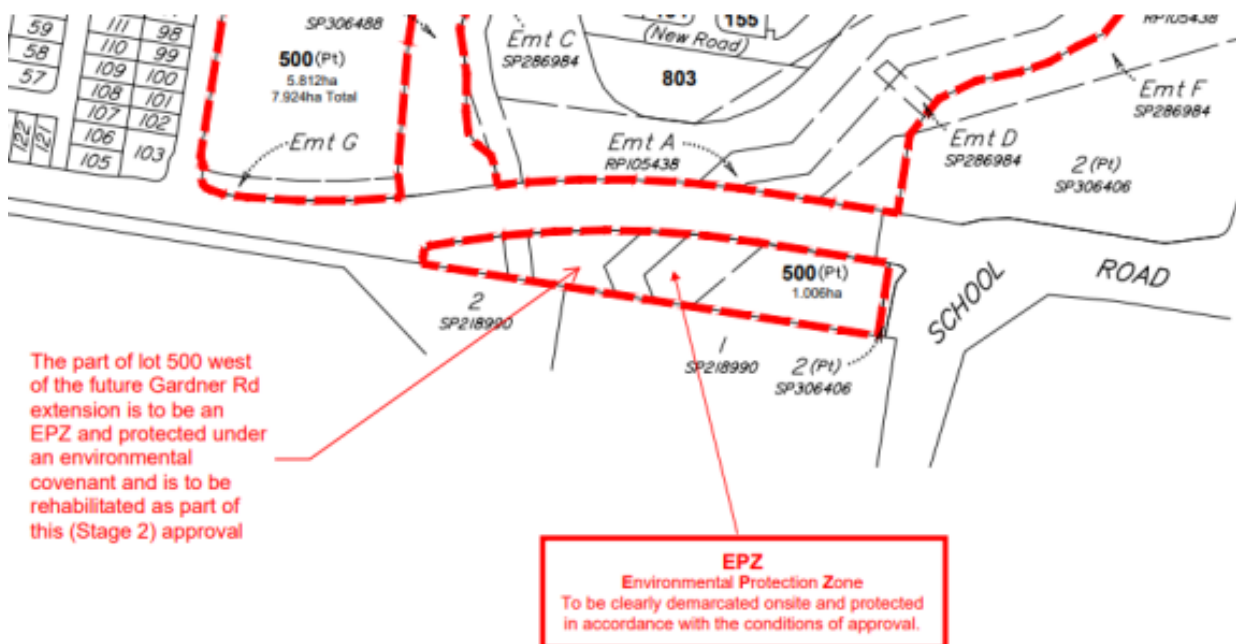 59
58
57
111
110
109
108
107
106
105
98
99
100
101
102
103
122
121
SP306488
500(Pt)
5.812ha
7.924ha Total
Emt G
Emt C
SP286984
155
(New Road)
803
Emt A
RP105438
RP105438
Emt F
SP286984
Emt D
SP286984
2 (Pt)
SP306406
500(Pt)
1.006ha
SCHOOL ROAD
2
SP218990
1
SP218990
2 (Pt)
SP306406
The part of lot 500 west
of the future Gardner Rd
extension is to be an
EPZ and protected under
an environmental
covenant and is to be
rehabilitated as part of
this (Stage 2) approval
EPZ
Environmental Protection Zone
To be clearly demarcated onsite and protected
in accordance with the conditions of approval.